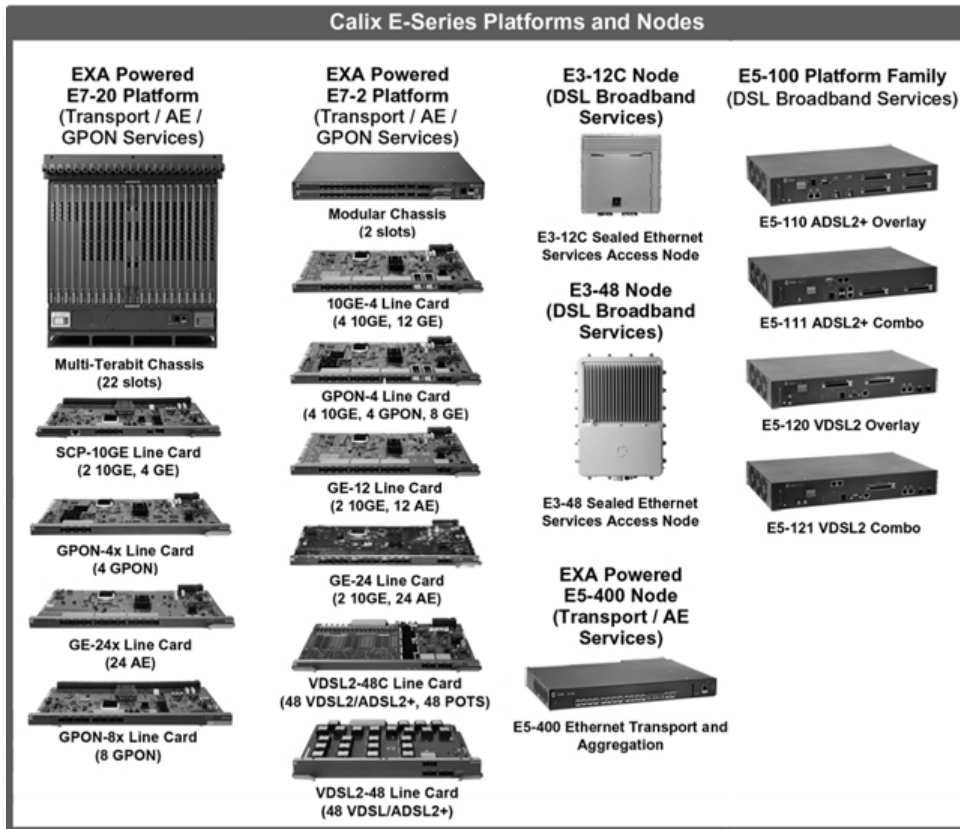 Calix E-Series Platforms and Nodes
EXA Powered
E7-20 Platform
(Transport / AE /
GPON Services)
Multi-Terabit Chassis
(22 slots)
SCP-10GE Line Card
(2 10GE, 4 GE)
GPON-4x Line Card
(4 GPON)
GE-24x Line Card
(24 AE)
GPON-8x Line Card
(8 GPON)
EXA Powered
E7-2 Platform
(Transport / AE /
GPON Services)
Modular Chassis
(2 slots)
10GE-4 Line Card
(4 10GE, 12 GE)
GPON-4 Line Card
(4 10GE, 4 GPON, 8 GE)
GE-12 Line Card
(2 10GE, 12 AE)
GE-24 Line Card
(2 10GE, 24 AE)
VDSL2-48C Line Card
(48 VDSL2/ADSL2+, 48 POTS)
VDSL2-48 Line Card
(48 VDSL/ADSL2+)
E3-12C Node
(DSL Broadband
Services)
E3-12C Sealed Ethernet
Services Access Node
E3-48 Node
(DSL Broadband
Services)
E3-48 Sealed Ethernet
Services Access Node
EXA Powered
E5-400 Node
(Transport / AE
Services)
E5-400 Ethernet Transport and
Aggregation
E5-100 Platform Family
(DSL Broadband Services)
E5-110 ADSL2+ Overlay
E5-111 ADSL2+ Combo
E5-120 VDSL2 Overlay
E5-121 VDSL2 Combo